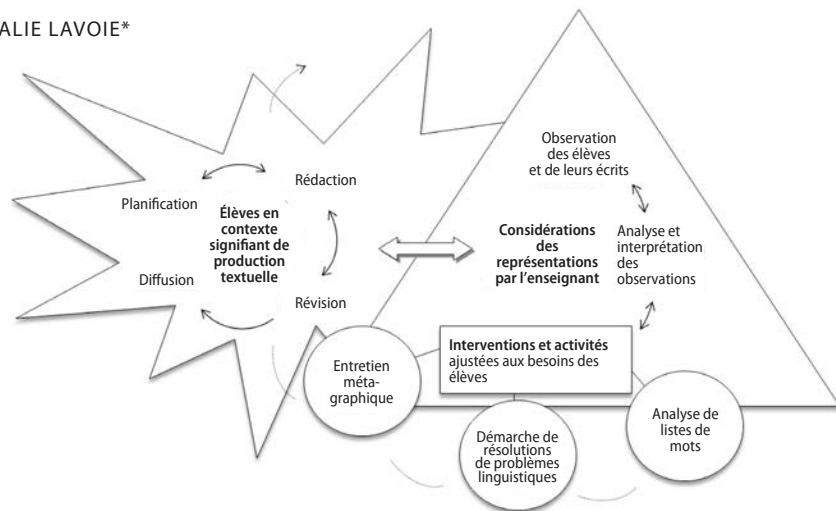 ALIE LAVOIE*
Observation
des élèves
et de leurs écrits
Rédaction
Planification
Élèves en
contexte
signifiant de
production
textuelle
Considérations
des
représentations
par l'enseignant
Analyse et
interprétation
des
observations
Diffusion
Révision
Interventions et activités
ajustées aux besoins des
élèves
Entretien
méta-
graphique
Démarche de
résolutions
de problèmes
linguistiques
Analyse de
listes de
mots